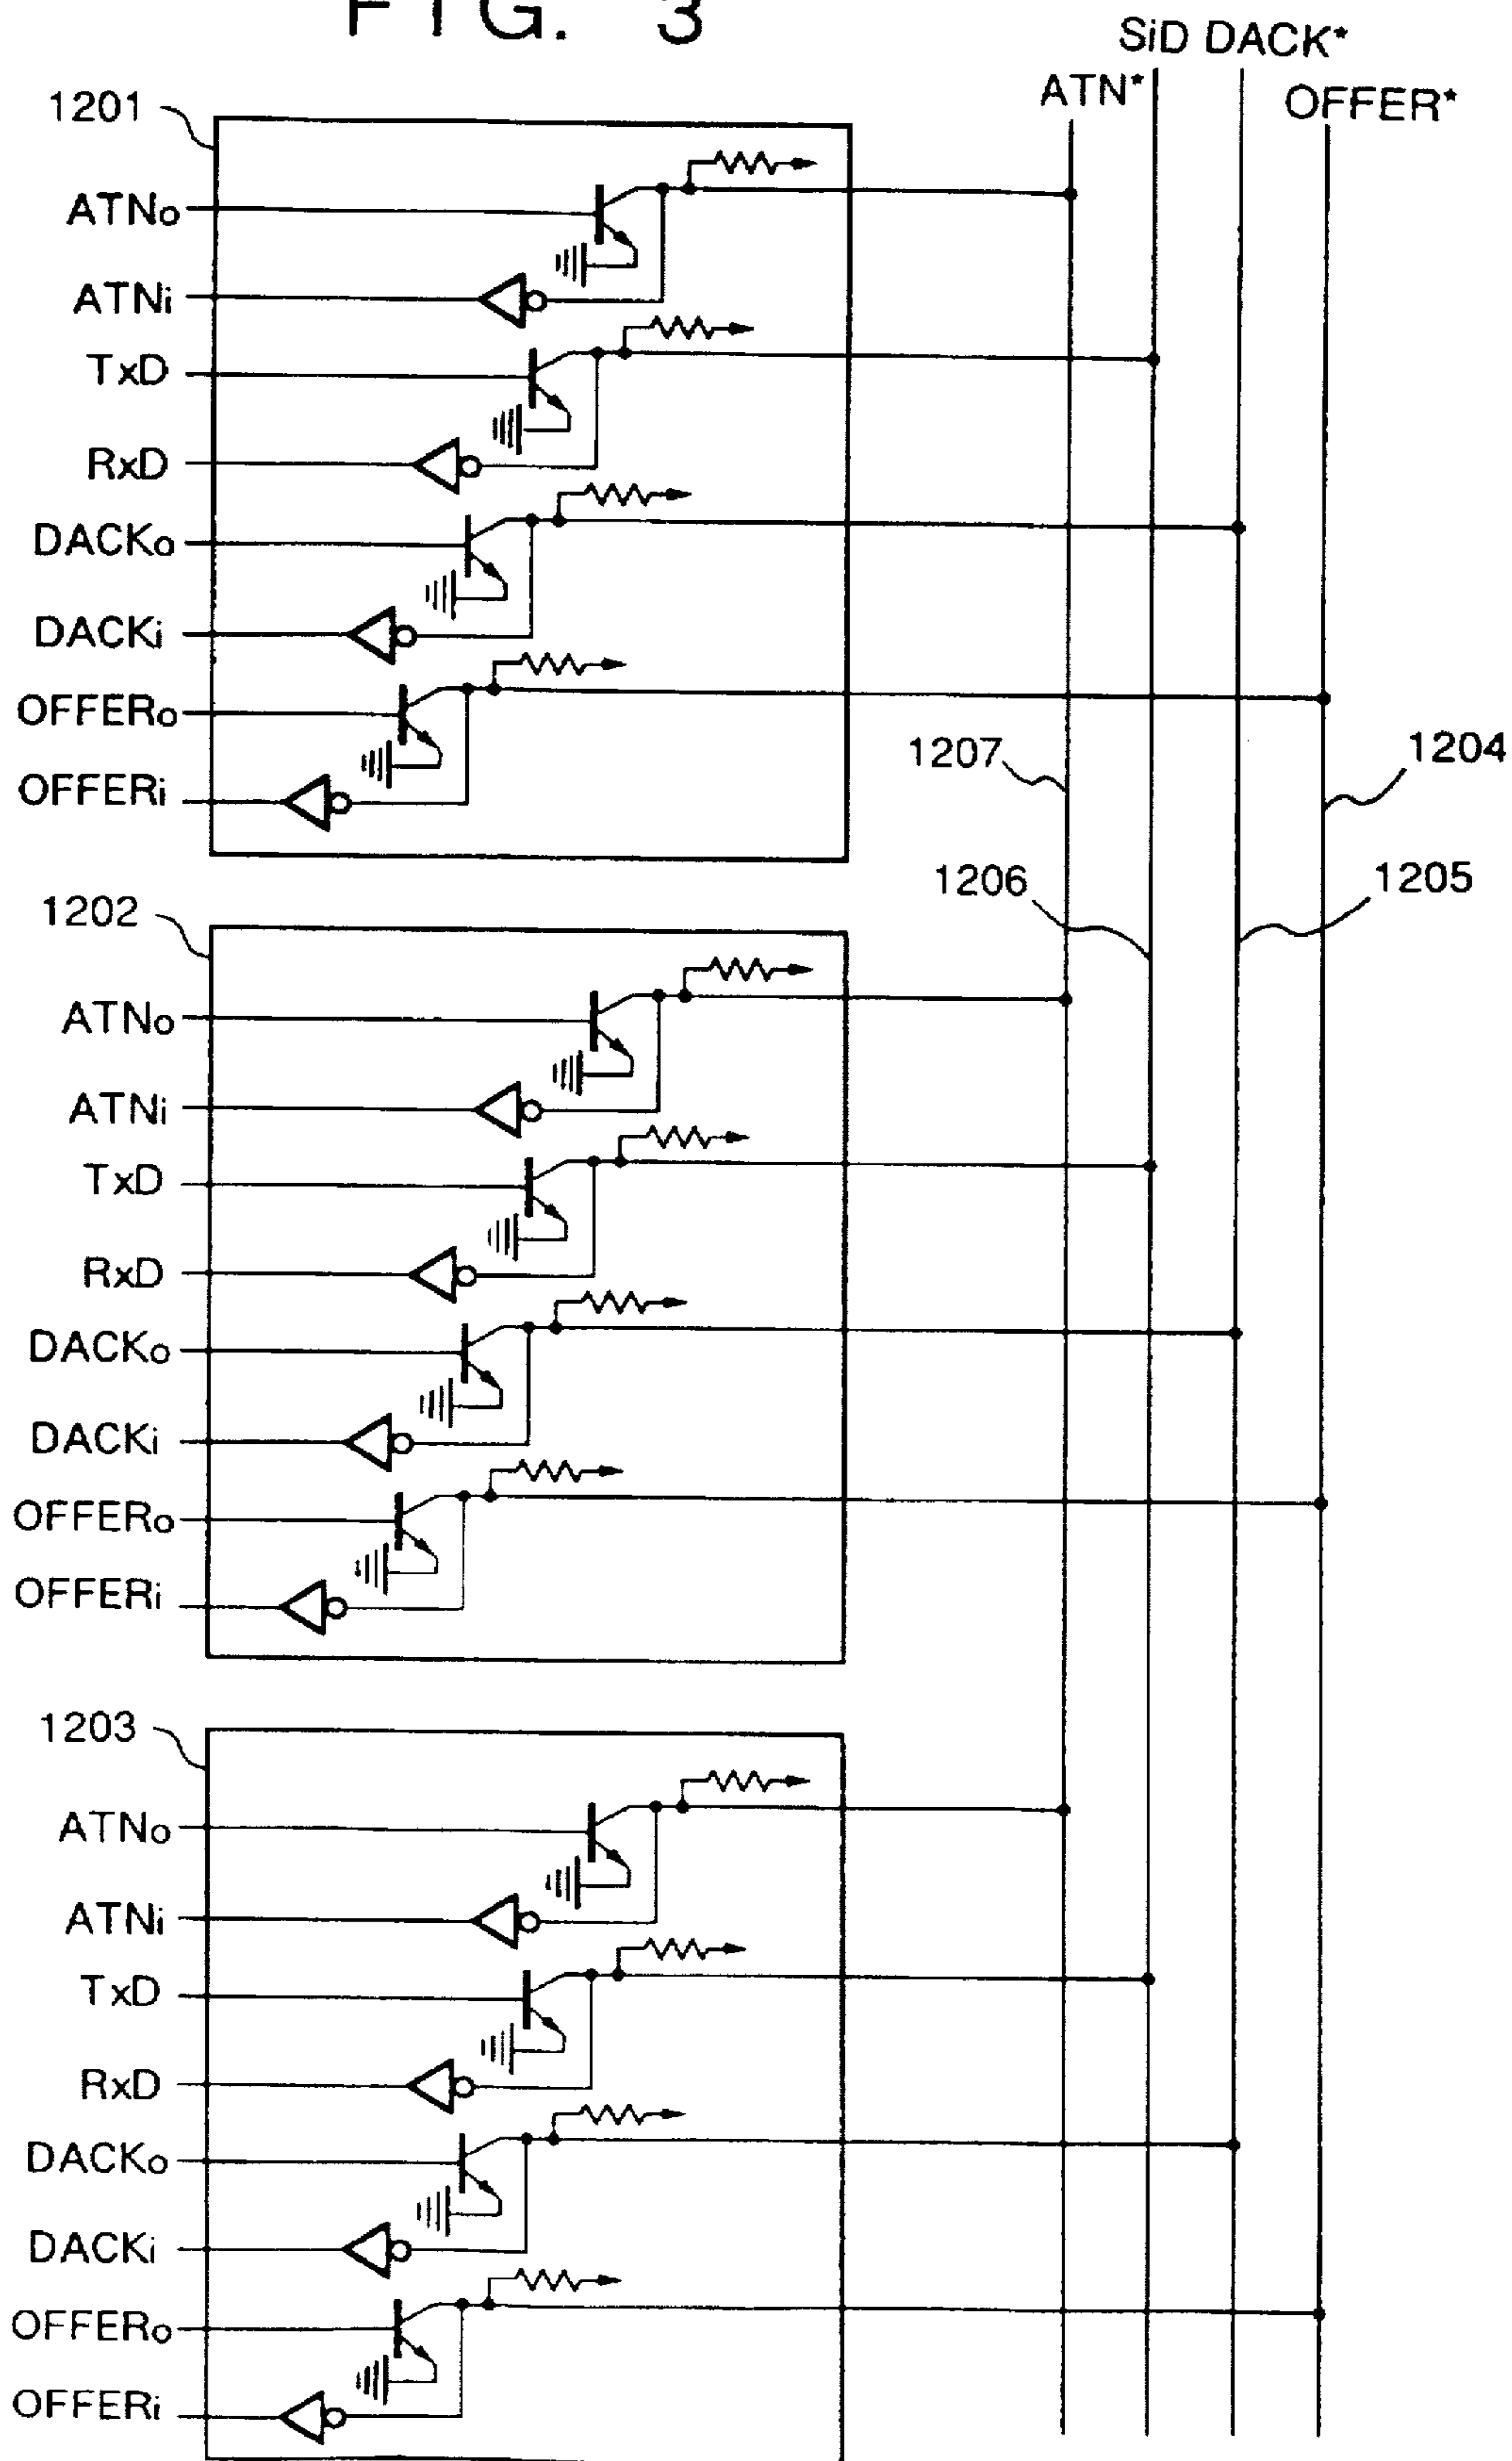 FIG. 3
SiD DACK*
ATN*
OFFER*
1201
ATNo
ATNi
TxD
RxD
DACKo
DACKi
OFFERo
OFFERi
1207
1204
1206
1205
1202
ATNo
ATNi
TxD
RxD
DACKo
DACKi
OFFERo
OFFERi
1203
ATNo
ATNi
TxD
RxD
DACKo
DACKi
OFFERo
OFFERi